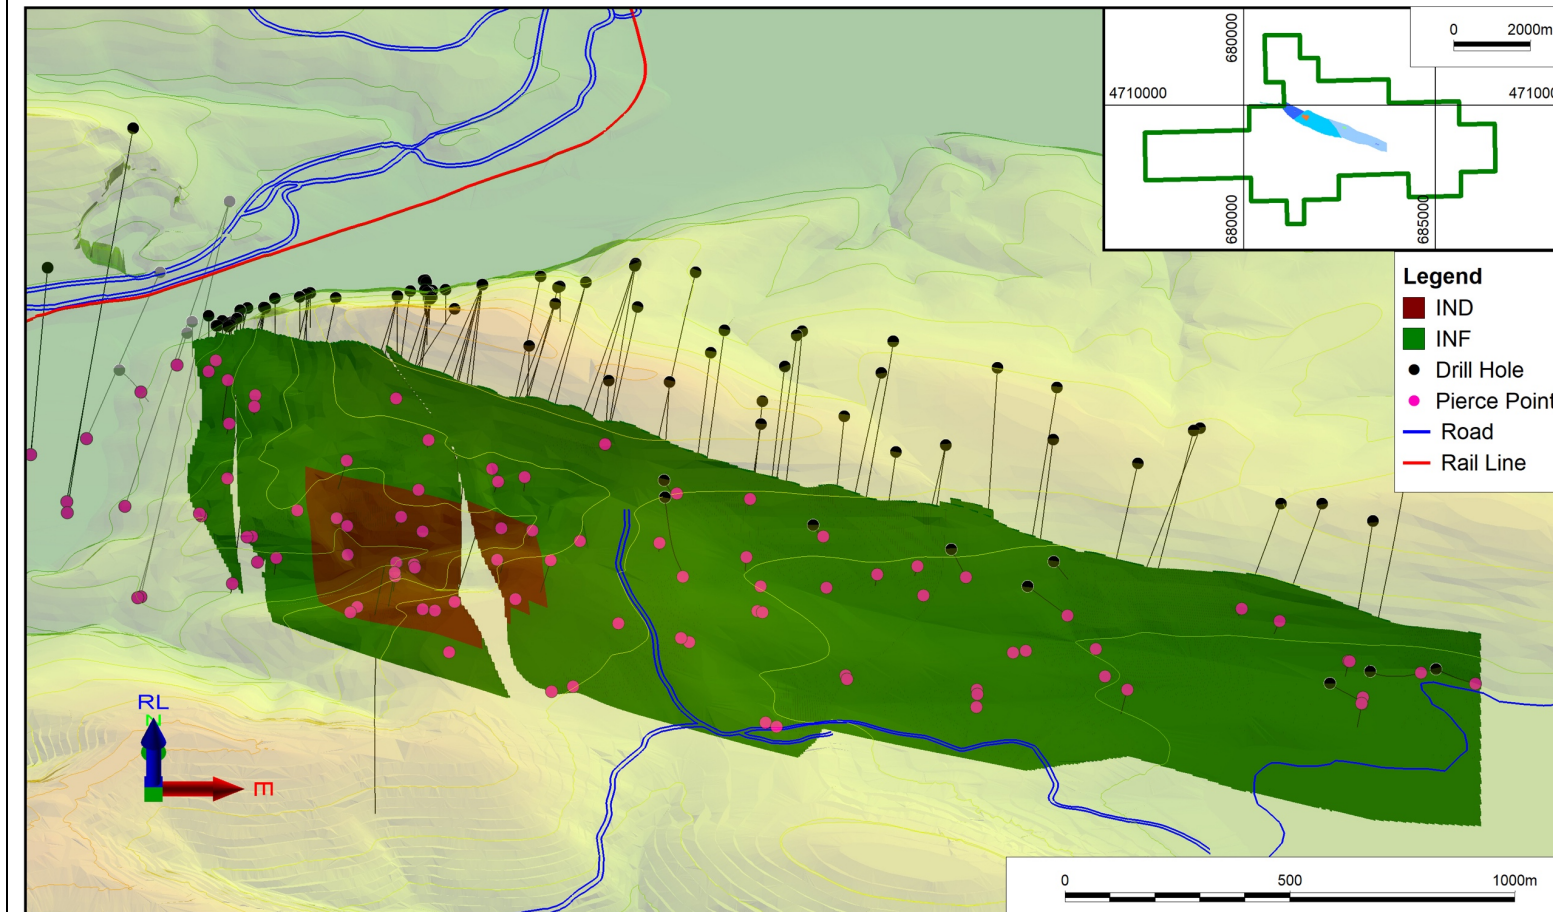 0 2000m
680000
4710000 471000
680000 685000
Legend
IND
INF
Drill Hole
Pierce Point
Road
Rail Line
RL
N
E
0 500 1000m